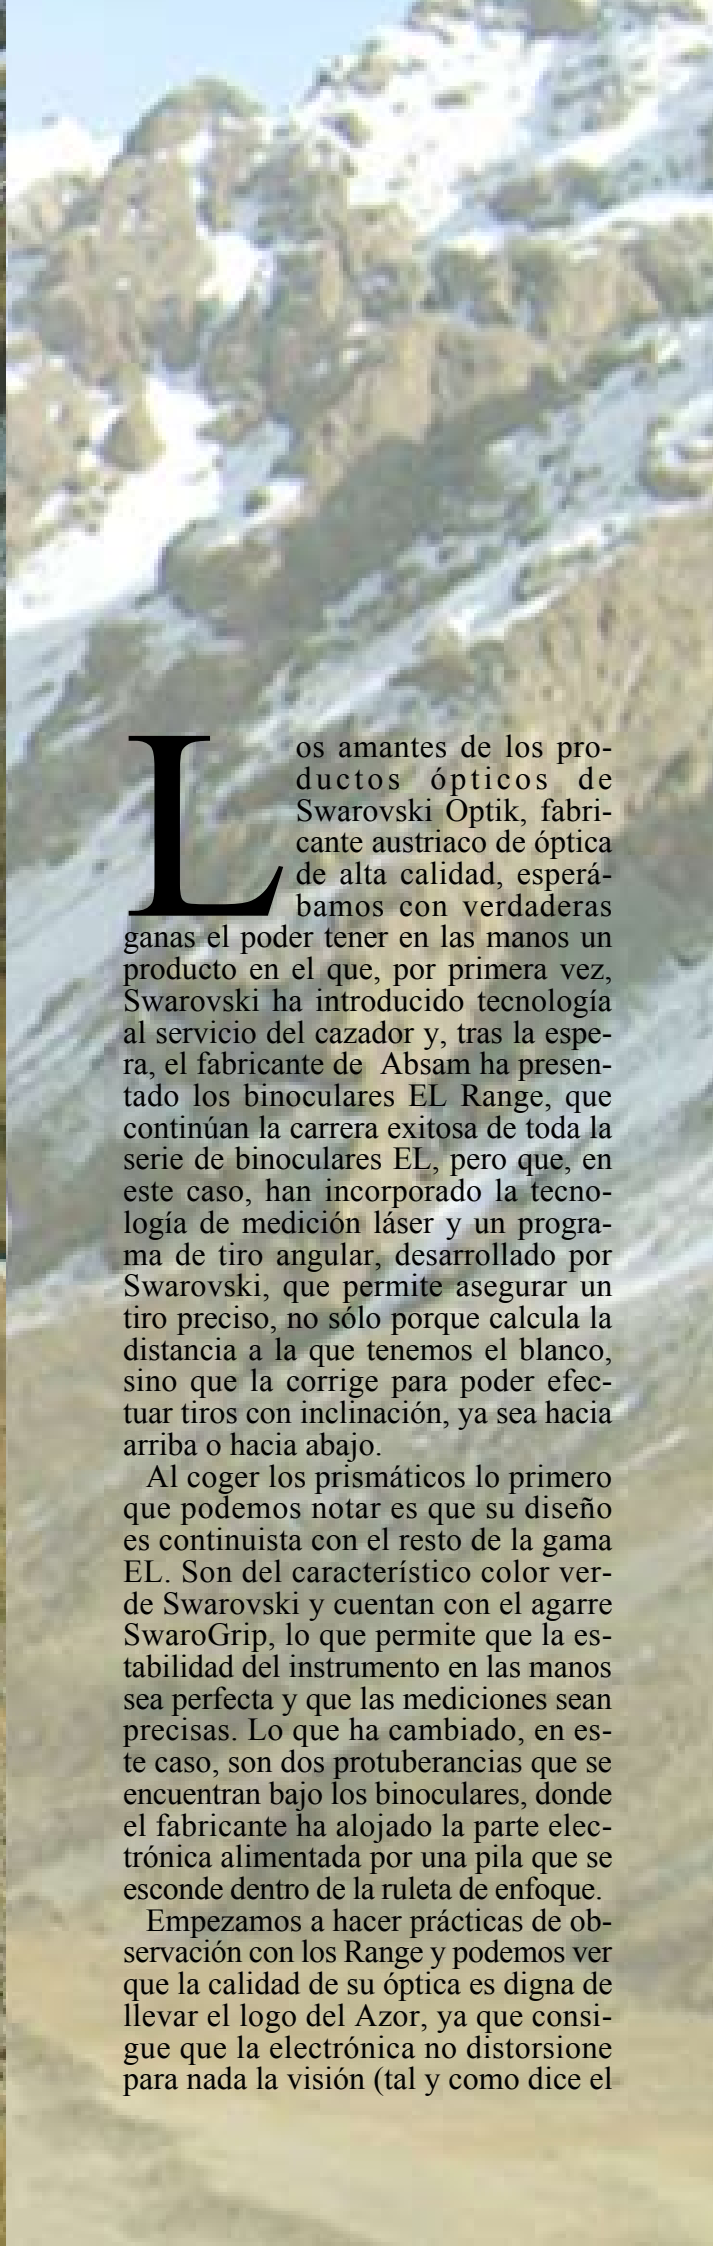 Los amantes de los pro-
ductos ópticos de
Swarovski Optik, fabri-
cante austriaco de óptica
de alta calidad, esperá-
bamos con verdaderas
ganas el poder tener en las manos un
producto en el que, por primera vez,
Swarovski ha introducido tecnología
al servicio del cazador y, tras la espe-
ra, el fabricante de Absam ha presen-
tado los binoculares EL Range, que
continúan la carrera exitosa de toda la
serie de binoculares EL, pero que, en
este caso, han incorporado la tecno-
logía de medición láser y un progra-
ma de tiro angular, desarrollado por
Swarovski, que permite asegurar un
tiro preciso, no sólo porque calcula la
distancia a la que tenemos el blanco,
sino que la corrige para poder efec-
tuar tiros con inclinación, ya sea hacia
arriba o hacia abajo.
Al coger los prismáticos lo primero
que podemos notar es que su diseño
es continuista con el resto de la gama
EL. Son del característico color ver-
de Swarovski y cuentan con el agarre
SwaroGrip, lo que permite que la es-
tabilidad del instrumento en las manos
sea perfecta y que las mediciones sean
precisas. Lo que ha cambiado, en es-
te caso, son dos protuberancias que se
encuentran bajo los binoculares, donde
el fabricante ha alojado la parte elec-
trónica alimentada por una pila que se
esconde dentro de la ruleta de enfoque.
Empezamos a hacer prácticas de ob-
servación con los Range y podemos ver
que la calidad de su óptica es digna de
llevar el logo del Azor, ya que consi-
gue que la electrónica no distorsione
para nada la visión (tal y como dice el